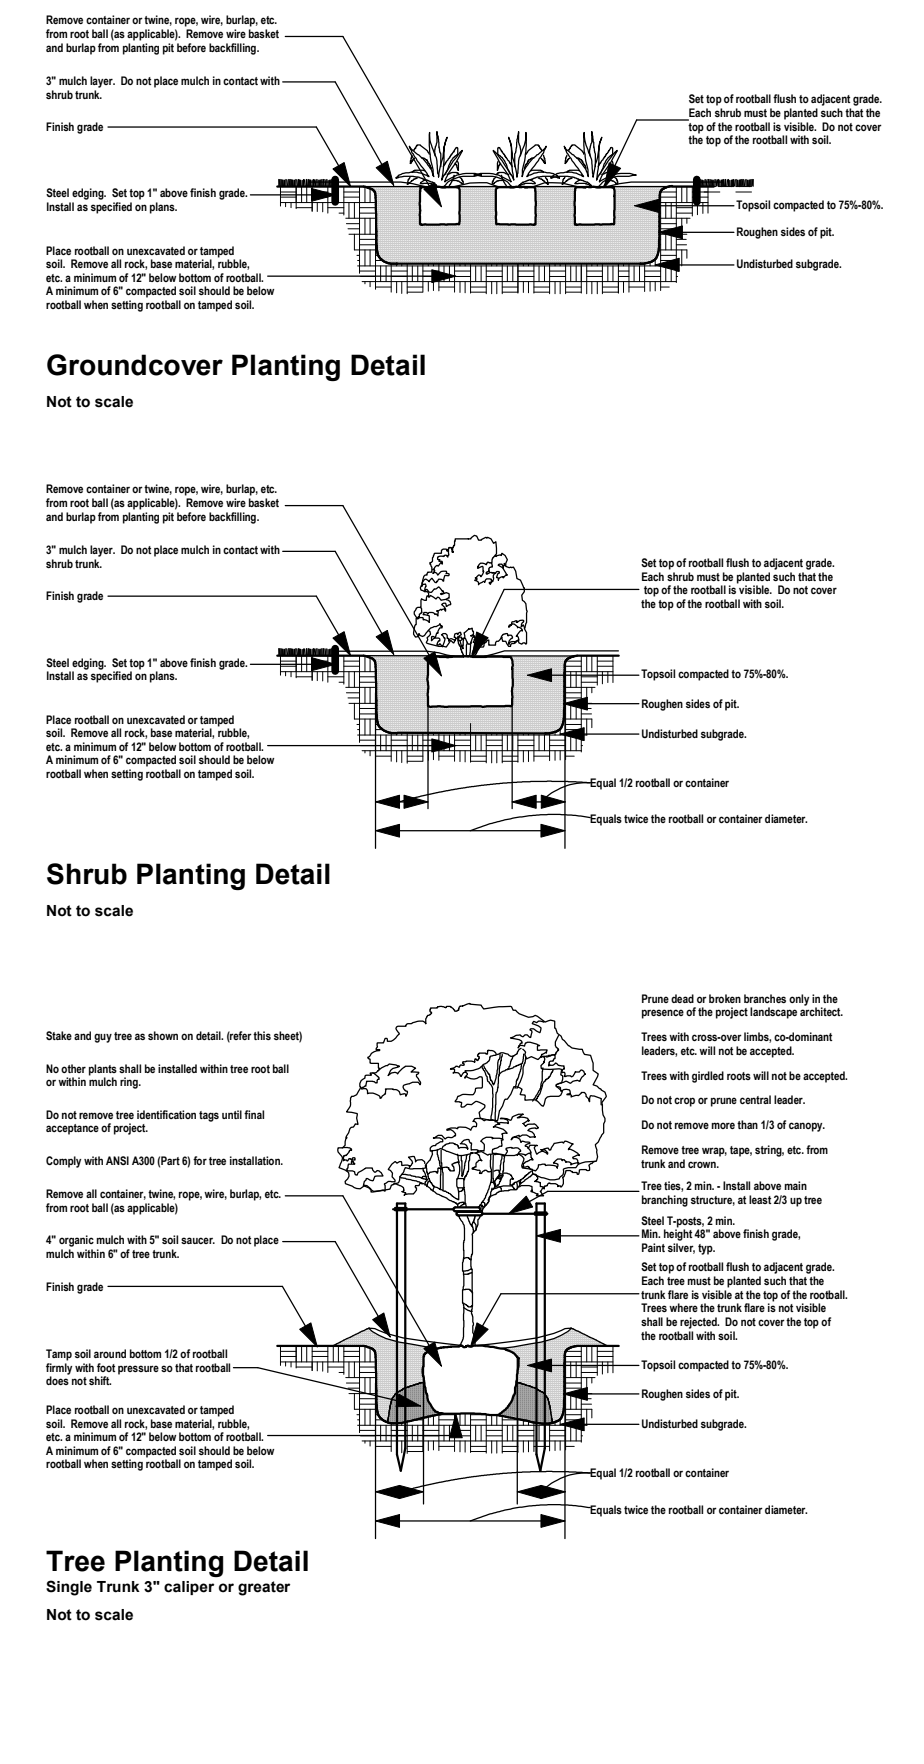 Remove container or twine, rope, wire, burlap, etc.
from root ball (as applicable).  Remove wire basket
and burlap from planting pit before backfilling.
3" mulch layer.  Do not place mulch in contact with
shrub trunk.
Finish grade
Steel edging.  Set top 1" above finish grade.
Install as specified on plans.
Place rootball on unexcavated or tamped
soil.  Remove all rock, base material, rubble,
etc. a minimum of 12" below bottom of rootball.
A minimum of 6" compacted soil should be below
rootball when setting rootball on tamped soil.
Set top of rootball flush to adjacent grade.
Each shrub must be planted such that the
top of the rootball is visible.  Do not cover
the top of the rootball with soil.
Topsoil compacted to 75%-80%.
Roughen sides of pit.
Undisturbed subgrade.
Groundcover Planting Detail
Not to scale
Remove container or twine, rope, wire, burlap, etc.
from root ball (as applicable).  Remove wire basket
and burlap from planting pit before backfilling.
3" mulch layer.  Do not place mulch in contact with
shrub trunk.
Finish grade
Steel edging.  Set top 1" above finish grade.
Install as specified on plans.
Place rootball on unexcavated or tamped
soil.  Remove all rock, base material, rubble,
etc. a minimum of 12" below bottom of rootball.
A minimum of 6" compacted soil should be below
rootball when setting rootball on tamped soil.
Set top of rootball flush to adjacent grade.
Each shrub must be planted such that the
top of the rootball is visible.  Do not cover
the top of the rootball with soil.
Topsoil compacted to 75%-80%.
Roughen sides of pit.
Undisturbed subgrade.
Equal 1/2 rootball or container
Equals twice the rootball or container diameter.
Shrub Planting Detail
Not to scale
Stake and guy tree as shown on detail. (refer this sheet)
No other plants shall be installed within tree root ball
or within mulch ring.
Do not remove tree identification tags until final
acceptance of project.
Comply with ANSI A300 (Part 6) for tree installation.
Remove all container, twine, rope, wire, burlap, etc.
from root ball (as applicable)
4" organic mulch with 5" soil saucer.  Do not place
mulch within 6" of tree trunk.
Finish grade
Tamp soil around bottom 1/2 of rootball
firmly with foot pressure so that rootball
does not shift.
Place rootball on unexcavated or tamped
soil.  Remove all rock, base material, rubble,
etc. a minimum of 12" below bottom of rootball.
A minimum of 6" compacted soil should be below
rootball when setting rootball on tamped soil.
Prune dead or broken branches only in the
presence of the project landscape architect.
Trees with cross-over limbs, co-dominant
leaders, etc. will not be accepted.
Trees with girdled roots will not be accepted.
Do not crop or prune central leader.
Do not remove more than 1/3 of canopy.
Remove tree wrap, tape, string, etc. from
trunk and crown.
Tree ties, 2 min. - Install above main
branching structure, at least 2/3 up tree
Steel T-posts, 2 min.
Min. height 48" above finish grade,
Paint silver, typ.
Set top of rootball flush to adjacent grade.
Each tree must be planted such that the
trunk flare is visible at the top of the rootball.
Trees where the trunk flare is not visible
shall be rejected.  Do not cover the top of
the rootball with soil.
Topsoil compacted to 75%-80%.
Roughen sides of pit.
Undisturbed subgrade.
Equal 1/2 rootball or container
Equals twice the rootball or container diameter.
Tree Planting Detail
Single Trunk 3" caliper or greater
Not to scale